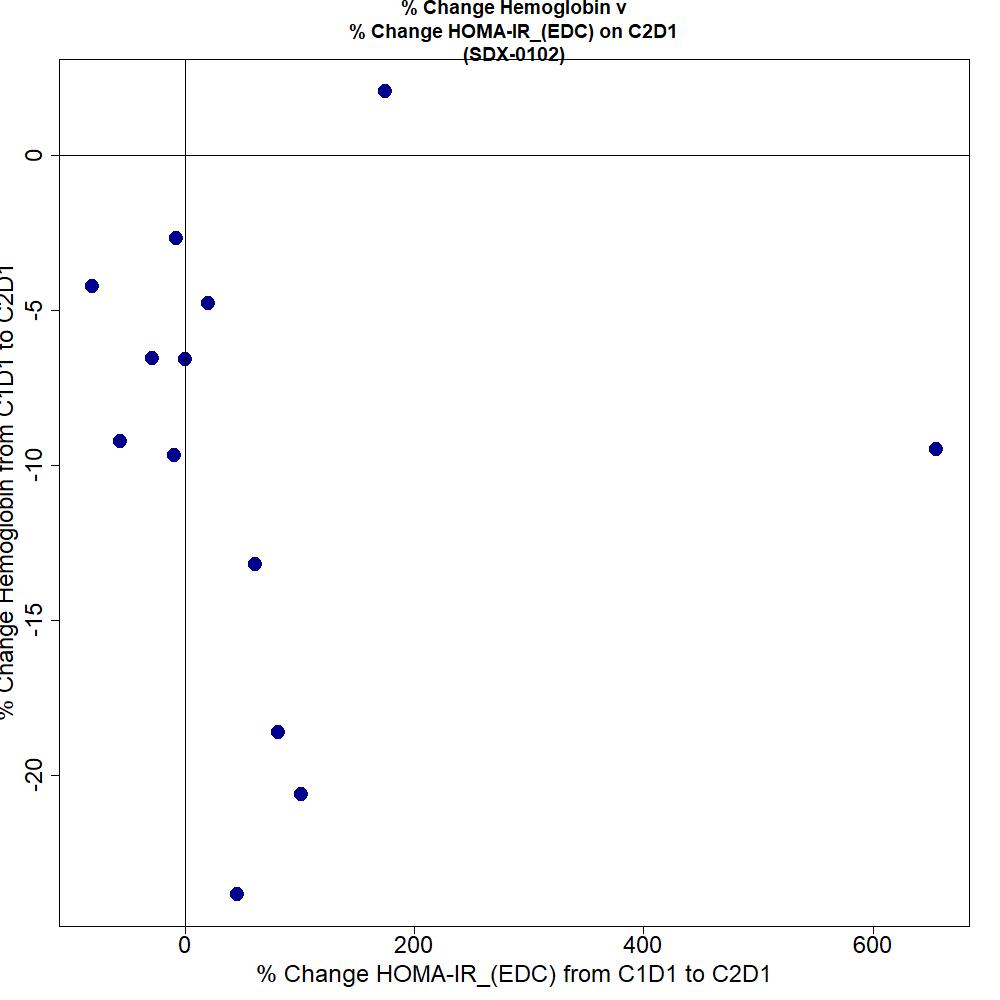 % Change Hemoglobin v
% Change HOMA-IR_(EDC) on C2D1
(SDX-0102)
% Change Hemoglobin from C1D1 to C2D1
0
-5
-10
-15
-20
0
200
400
600
% Change HOMA-IR_(EDC) from C1D1 to C2D1